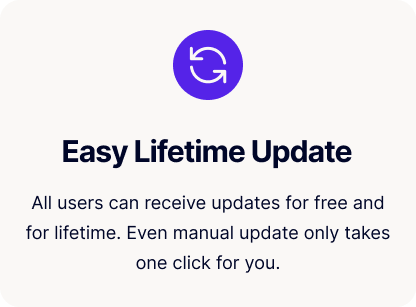 Easy Lifetime Update
All users can receive updates for free and
for lifetime. Even manual update only takes
one click for you.